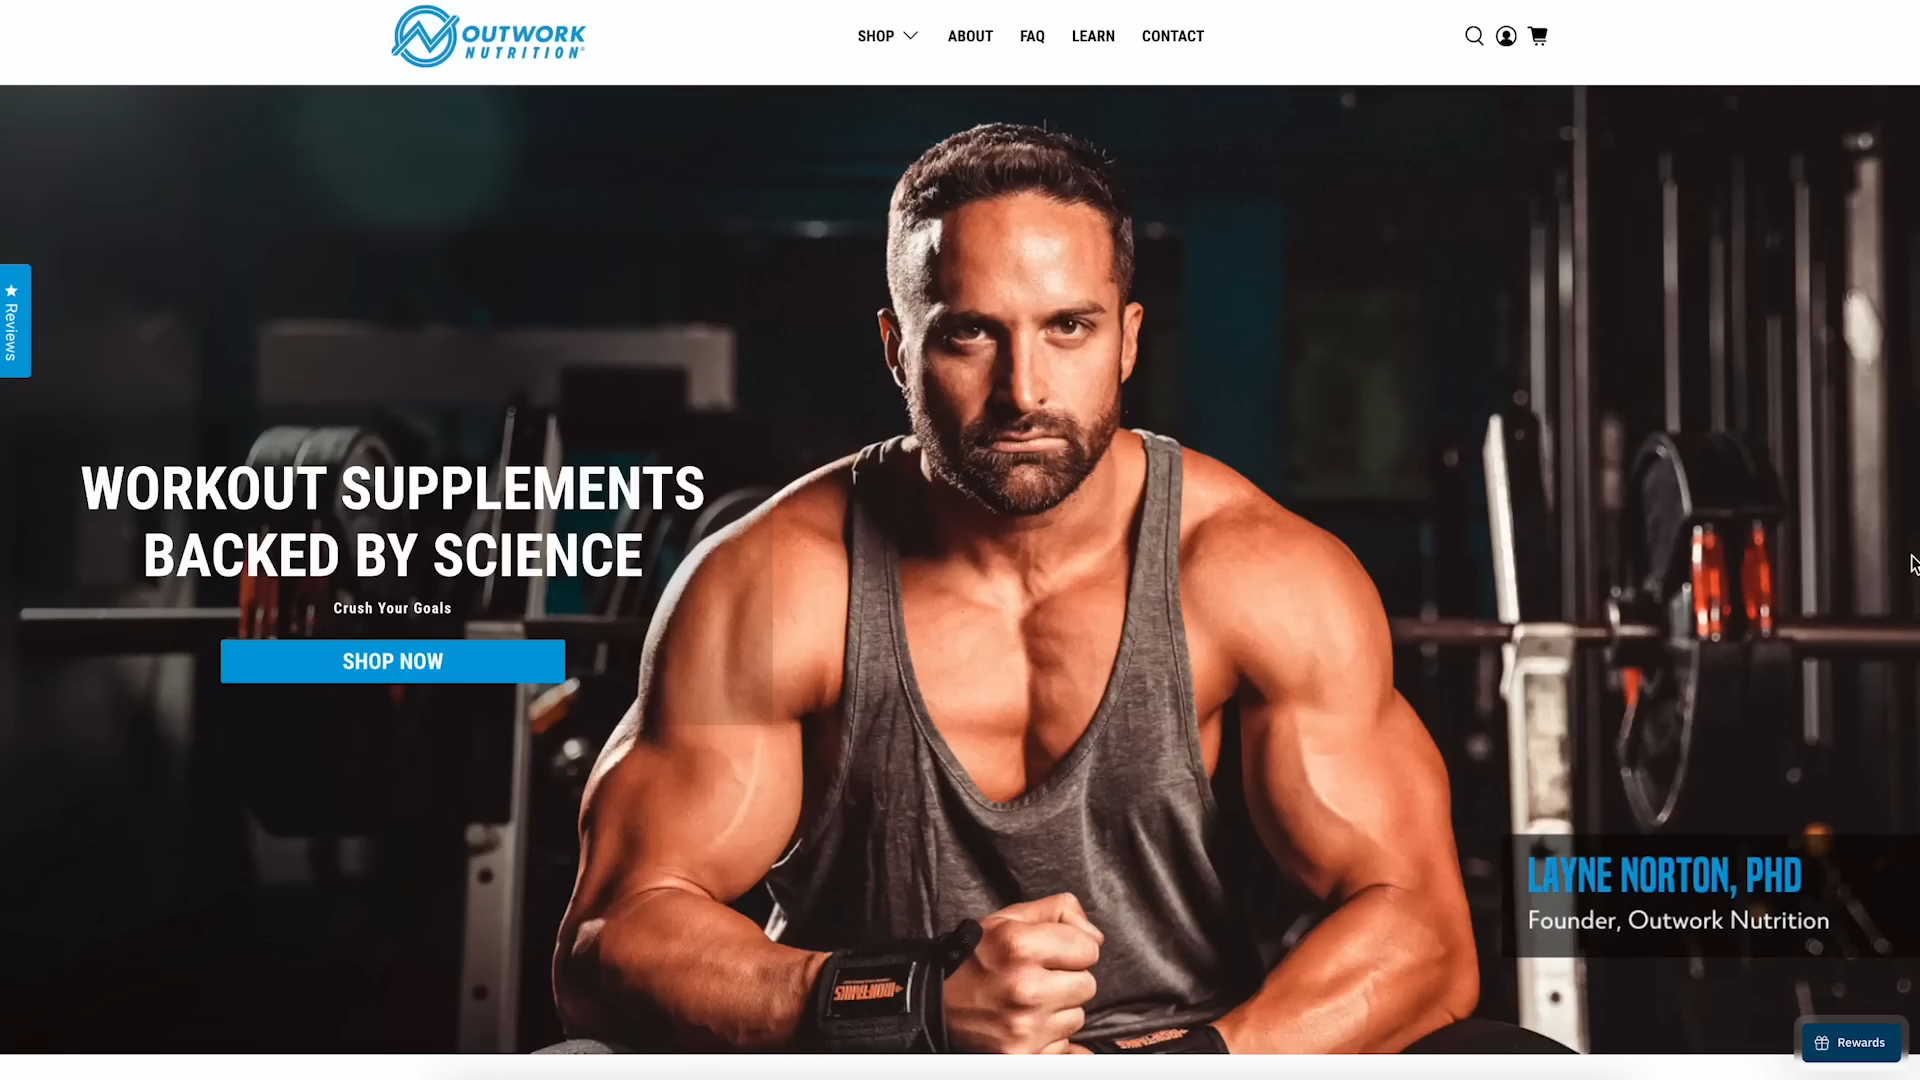 OUTWORK
NUTRITION®
SHOP
ABOUT
FAQ
LEARN
CONTACT
Reviews
WORKOUT SUPPLEMENTS
BACKED BY SCIENCE
Crush Your Goals
SHOP NOW
LAYNE NORTON, PHD
Founder, Outwork Nutrition
Rewards